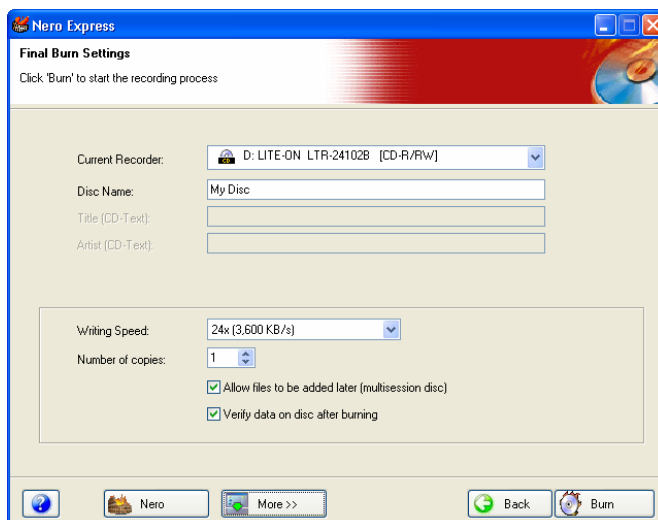 Nero Express
Final Burn Settings
Click 'Burn' to start the recording process
Current Recorder: D: LITE-ON LTR-24102B [CD-R/RW]
Disc Name: My Disc
Title (CD-Text):
Artist (CD-Text):
Writing Speed: 24x (3,600 KB/s)
Number of copies: 1
Allow files to be added later (multisession disc)
Verify data on disc after burning
Nero More >> Back Burn